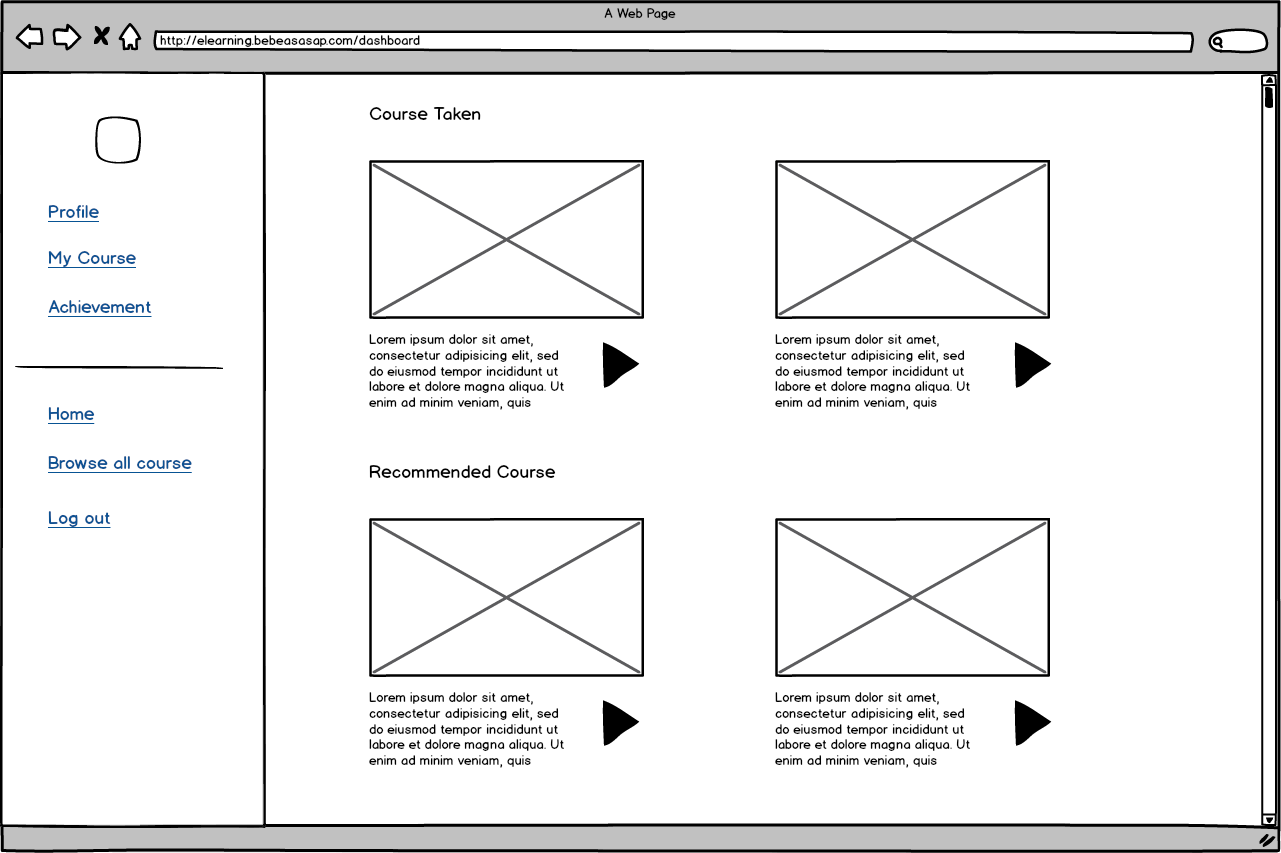 A Web Page
http://elearning.bebeasasap.com/dashboard
Profile
My Course
Achievement
Home
Browse all course
Log out
Course Taken
Lorem ipsum dolor sit amet,
consectetur adipisicing elit, sed
do eiusmod tempor incididunt ut
labore et dolore magna aliqua. Ut
enim ad minim veniam, quis
Lorem ipsum dolor sit amet,
consectetur adipisicing elit, sed
do eiusmod tempor incididunt ut
labore et dolore magna aliqua. Ut
enim ad minim veniam, quis
Recommended Course
Lorem ipsum dolor sit amet,
consectetur adipisicing elit, sed
do eiusmod tempor incididunt ut
labore et dolore magna aliqua. Ut
enim ad minim veniam, quis
Lorem ipsum dolor sit amet,
consectetur adipisicing elit, sed
do eiusmod tempor incididunt ut
labore et dolore magna aliqua. Ut
enim ad minim veniam, quis